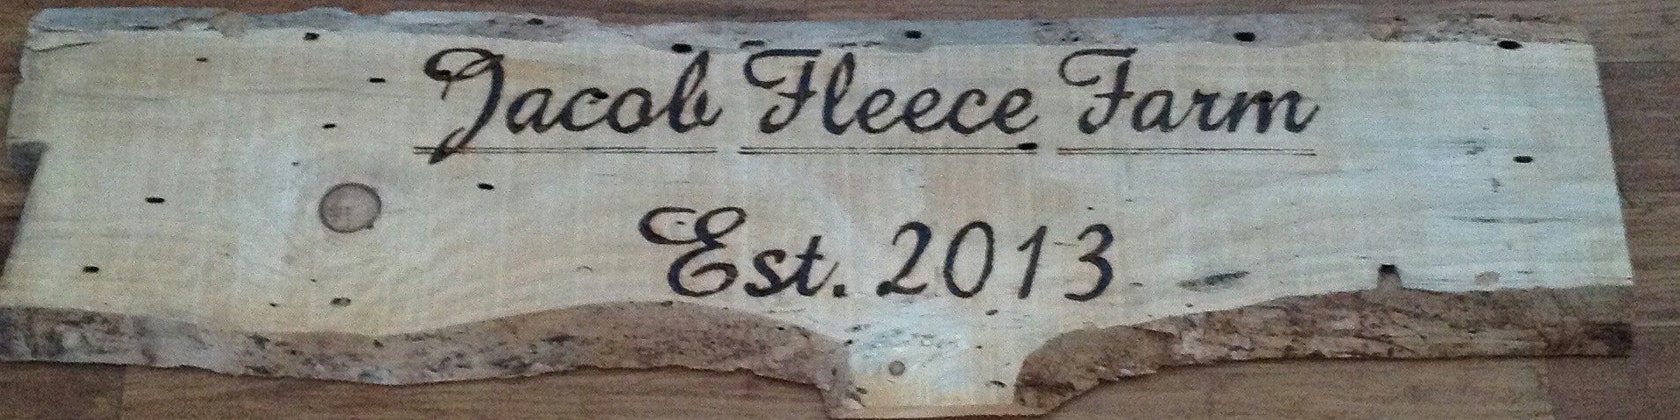 Jacob Fleece Farm
Est. 2013